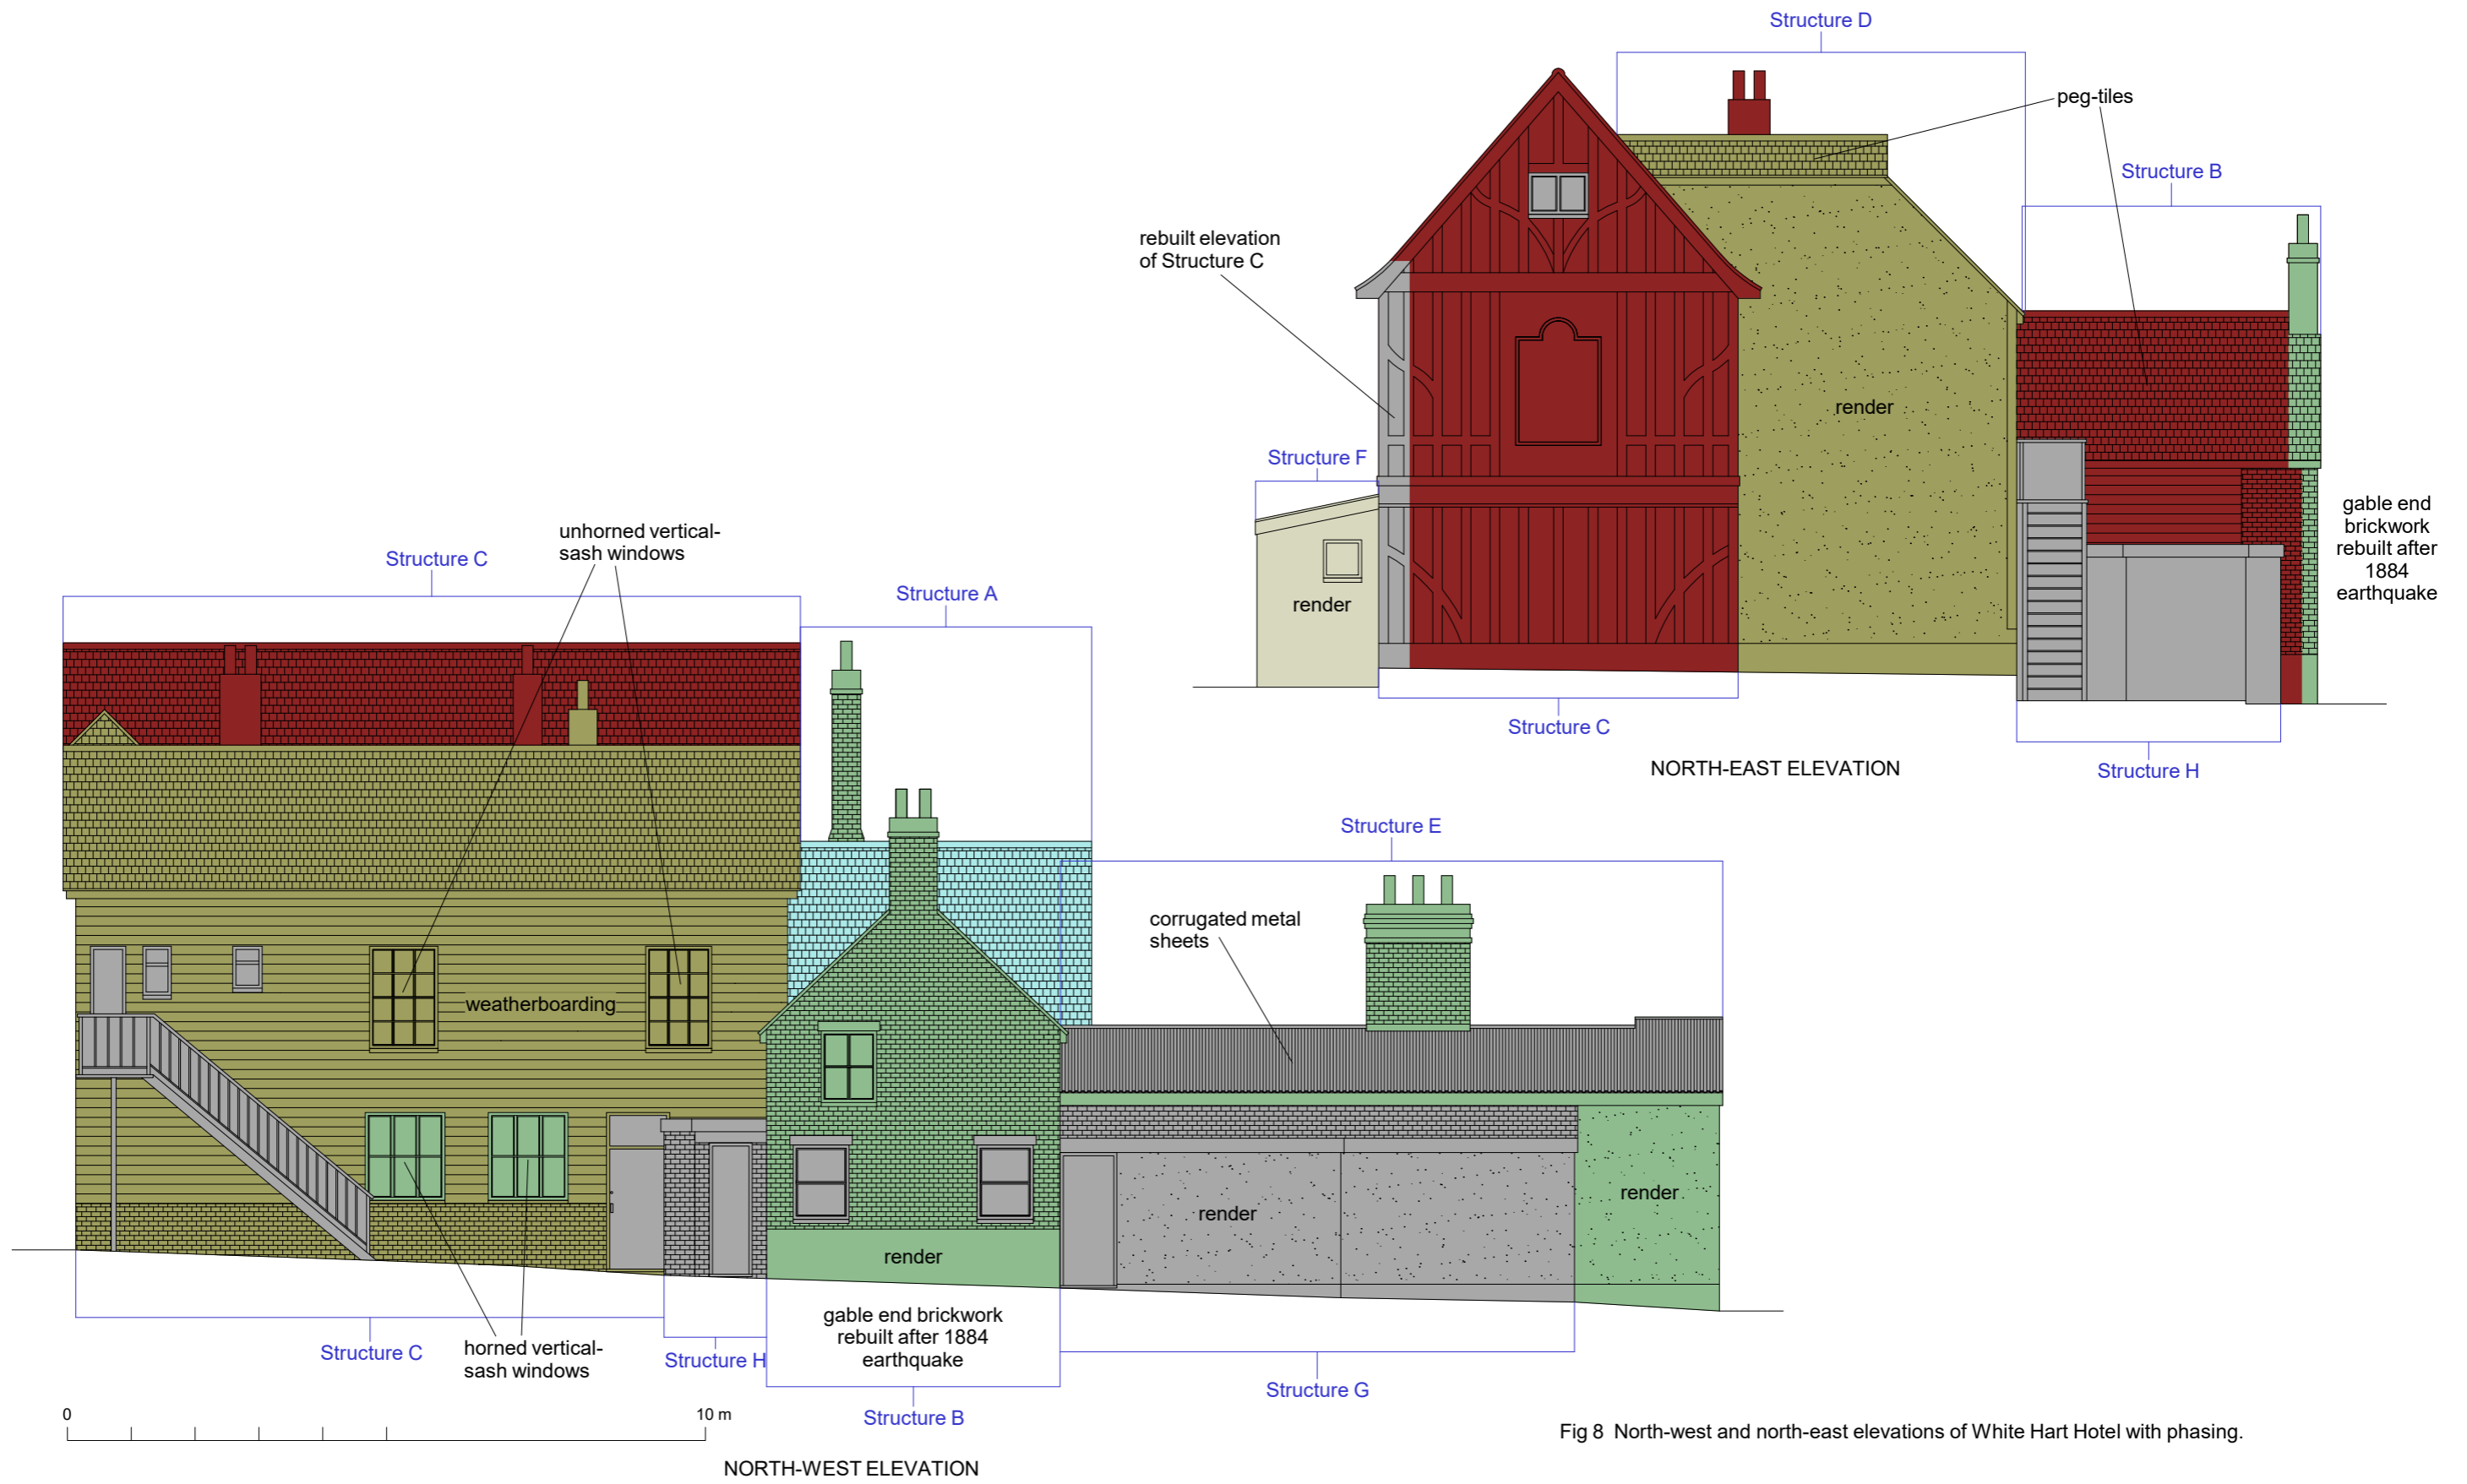 Structure D
peg-tiles
Structure B
rebuilt elevation
of Structure C
render
Structure F
render
gable end
brickwork
rebuilt after
1884
earthquake
Structure C
Structure H
NORTH-EAST ELEVATION
unhorned vertical-
sash windows
Structure C
Structure A
Structure E
corrugated metal
sheets
weatherboarding
render
render
render
Structure C
horned vertical-
sash windows
Structure H
gable end brickwork
rebuilt after 1884
earthquake
Structure B
Structure G
0
10 m
NORTH-WEST ELEVATION
Fig 8 North-west and north-east elevations of White Hart Hotel with phasing.